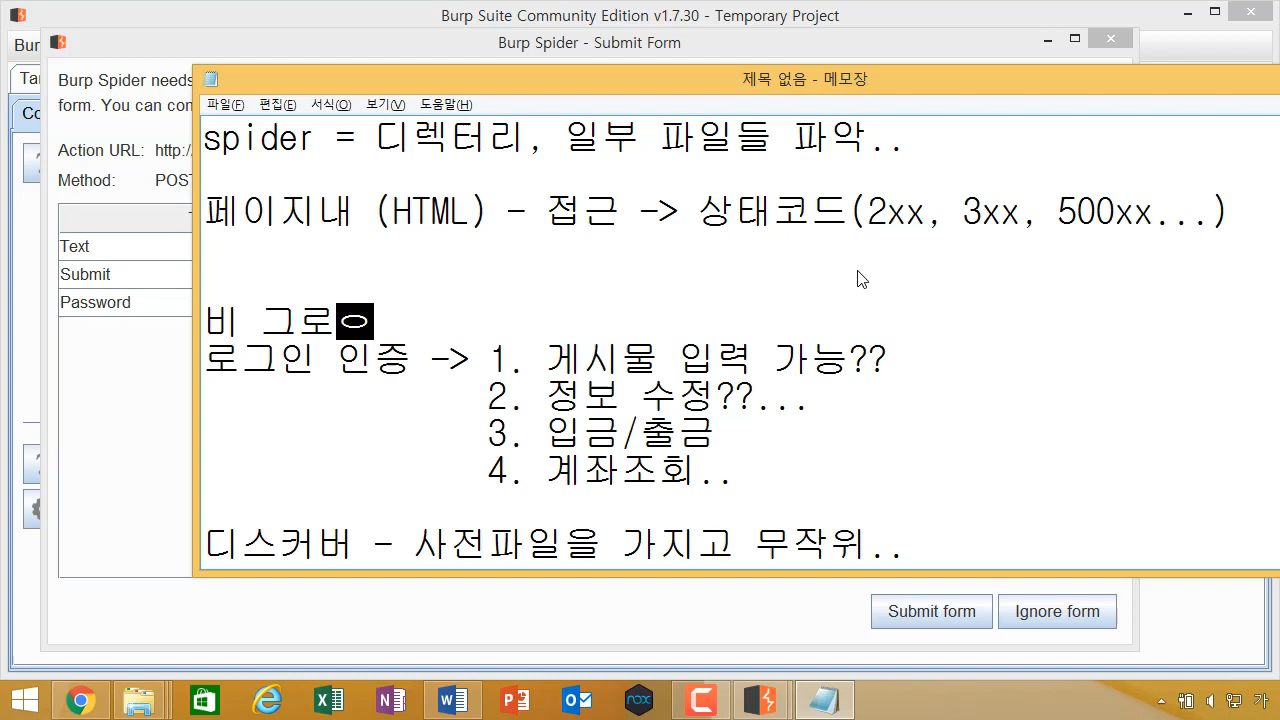 Burp Suite Community Edition v1.7.30 - Temporary Project
Bur
Burp Spider - Submit Form
Tar
Burp Spider needs
form. You can con
Co
Action URL: http:/
Method: POST
Text
Submit
Password
제목 없음 - 메모장
파일(F) 편집(E) 서식(O) 보기(V) 도움말(H)
spider = 디렉터리, 일부 파일들 파악..
페이지내 (HTML) - 접근 -> 상태코드(2xx, 3xx, 500xx...)
비 그로ㅇ
로그인 인증 -> 1. 게시물 입력 가능??
2. 정보 수정??...
3. 입금/출금
4. 계좌조회..
디스커버 - 사전파일을 가지고 무작위..
Submit form Ignore form
가